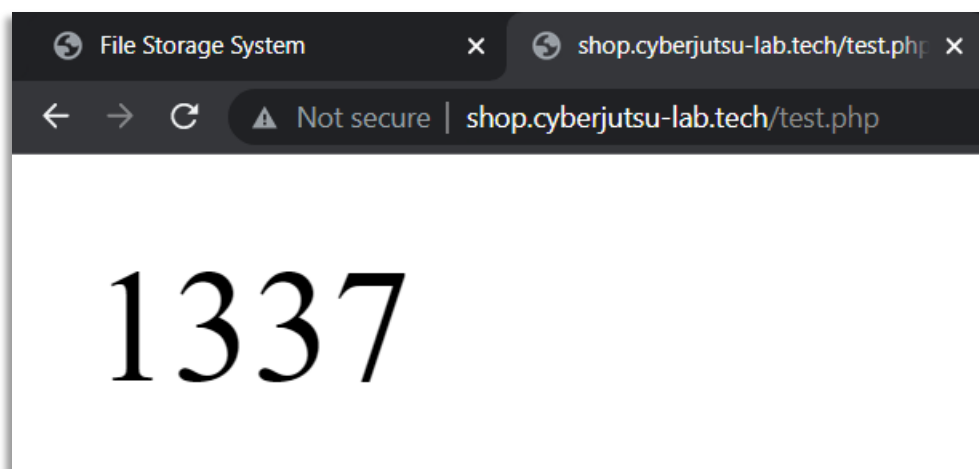 File Storage System
shop.cyberjutsu-lab.tech/test.php
Not secure | shop.cyberjutsu-lab.tech/test.php
1337